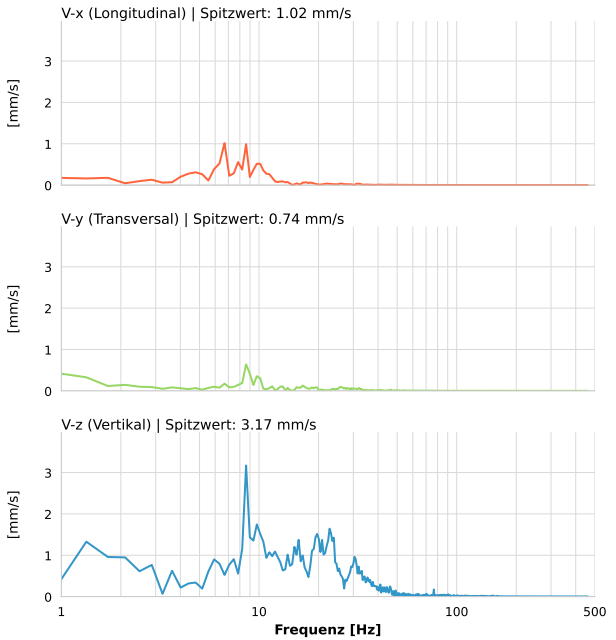 V-x (Longitudinal) | Spitzwert: 1.02 mm/s
[mm/s]
3
2
1
0
V-y (Transversal) | Spitzwert: 0.74 mm/s
[mm/s]
3
2
1
0
V-z (Vertikal) | Spitzwert: 3.17 mm/s
[mm/s]
3
2
1
0
1 10 100 500
Frequenz [Hz]